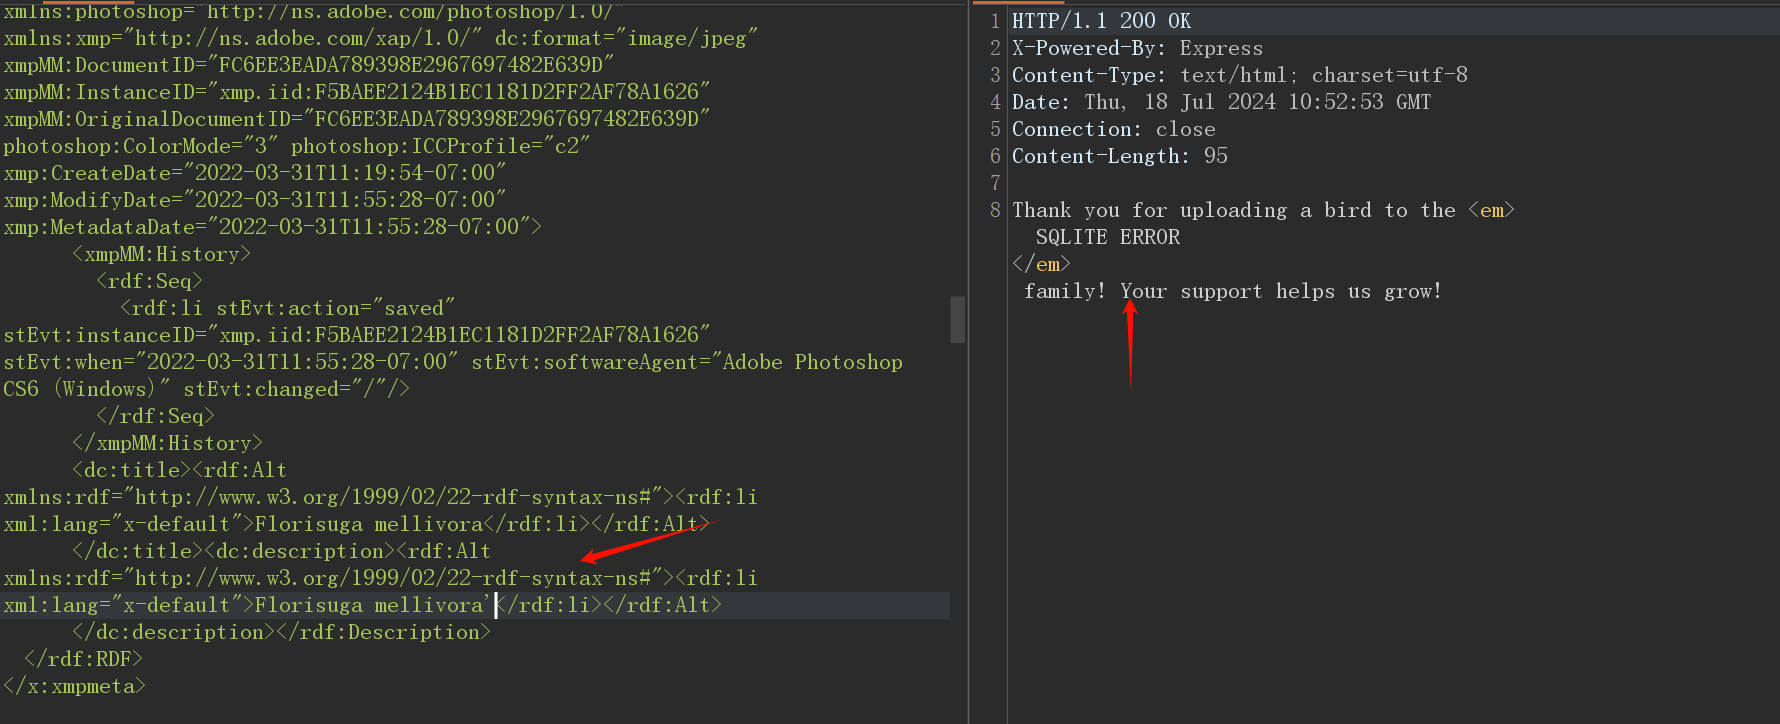 xmlns:photoshop="http://ns.adobe.com/photoshop/1.0/"
xmlns:xmp="http://ns.adobe.com/xap/1.0/" dc:format="image/jpeg"
xmpMM:DocumentID="FC6EE3EADA789398E2967697482E639D"
xmpMM:InstanceID="xmp.iid:F5BAEE2124B1EC1181D2FF2AF78A1626"
xmpMM:OriginalDocumentID="FC6EE3EADA789398E2967697482E639D"
photoshop:ColorMode="3" photoshop:ICCProfile="c2"
xmp:CreateDate="2022-03-31T11:19:54-07:00"
xmp:ModifyDate="2022-03-31T11:55:28-07:00"
xmp:MetadataDate="2022-03-31T11:55:28-07:00">
<xmpMM:History>
<rdf:Seq>
<rdf:li stEvt:action="saved"
stEvt:instanceID="xmp.iid:F5BAEE2124B1EC1181D2FF2AF78A1626"
stEvt:when="2022-03-31T11:55:28-07:00" stEvt:softwareAgent="Adobe Photoshop
CS6 (Windows)" stEvt:changed="/"/>
</rdf:Seq>
</xmpMM:History>
<dc:title><rdf:Alt
xmlns:rdf="http://www.w3.org/1999/02/22-rdf-syntax-ns#"><rdf:li
xml:lang="x-default">Florisuga mellivora</rdf:li></rdf:Alt>
</dc:title><dc:description><rdf:Alt
xmlns:rdf="http://www.w3.org/1999/02/22-rdf-syntax-ns#"><rdf:li
xml:lang="x-default">Florisuga mellivora'</rdf:li></rdf:Alt>
</dc:description></rdf:Description>
</rdf:RDF>
</x:xmpmeta>
1 HTTP/1.1 200 OK
2 X-Powered-By: Express
3 Content-Type: text/html; charset=utf-8
4 Date: Thu, 18 Jul 2024 10:52:53 GMT
5 Connection: close
6 Content-Length: 95
7
8 Thank you for uploading a bird to the <em>
SQLITE ERROR
</em>
family! Your support helps us grow!